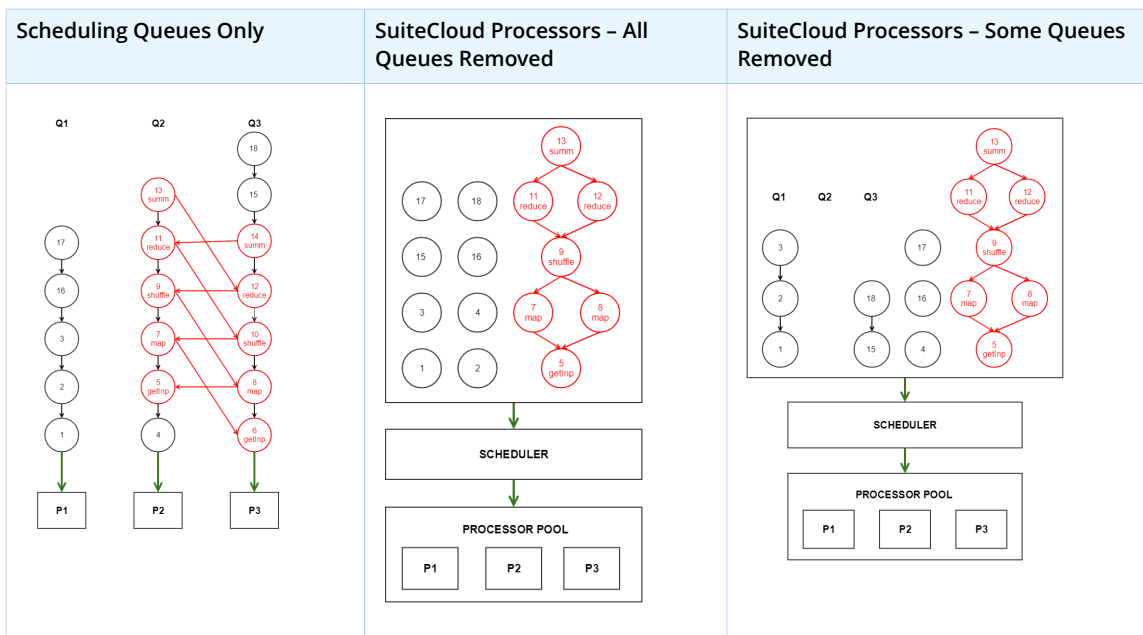 Scheduling Queues Only
SuiteCloud Processors – All
Queues Removed
SuiteCloud Processors – Some Queues
Removed
Q1
Q2
Q3
18
15
13
summ
17
11
reduce
14
summ
16
9
shuffle
12
reduce
3
7
map
10
shuffle
2
5
getInp
8
map
1
4
6
getInp
P1
P2
P3
13
summ
17
18
11
reduce
12
reduce
15
16
9
shuffle
3
4
7
map
8
map
1
2
5
getInp
SCHEDULER
PROCESSOR POOL
P1
P2
P3
13
summ
Q1
Q2
Q3
11
reduce
12
reduce
3
17
9
shuffle
2
18
16
7
map
8
map
1
15
4
5
getInp
SCHEDULER
PROCESSOR POOL
P1
P2
P3